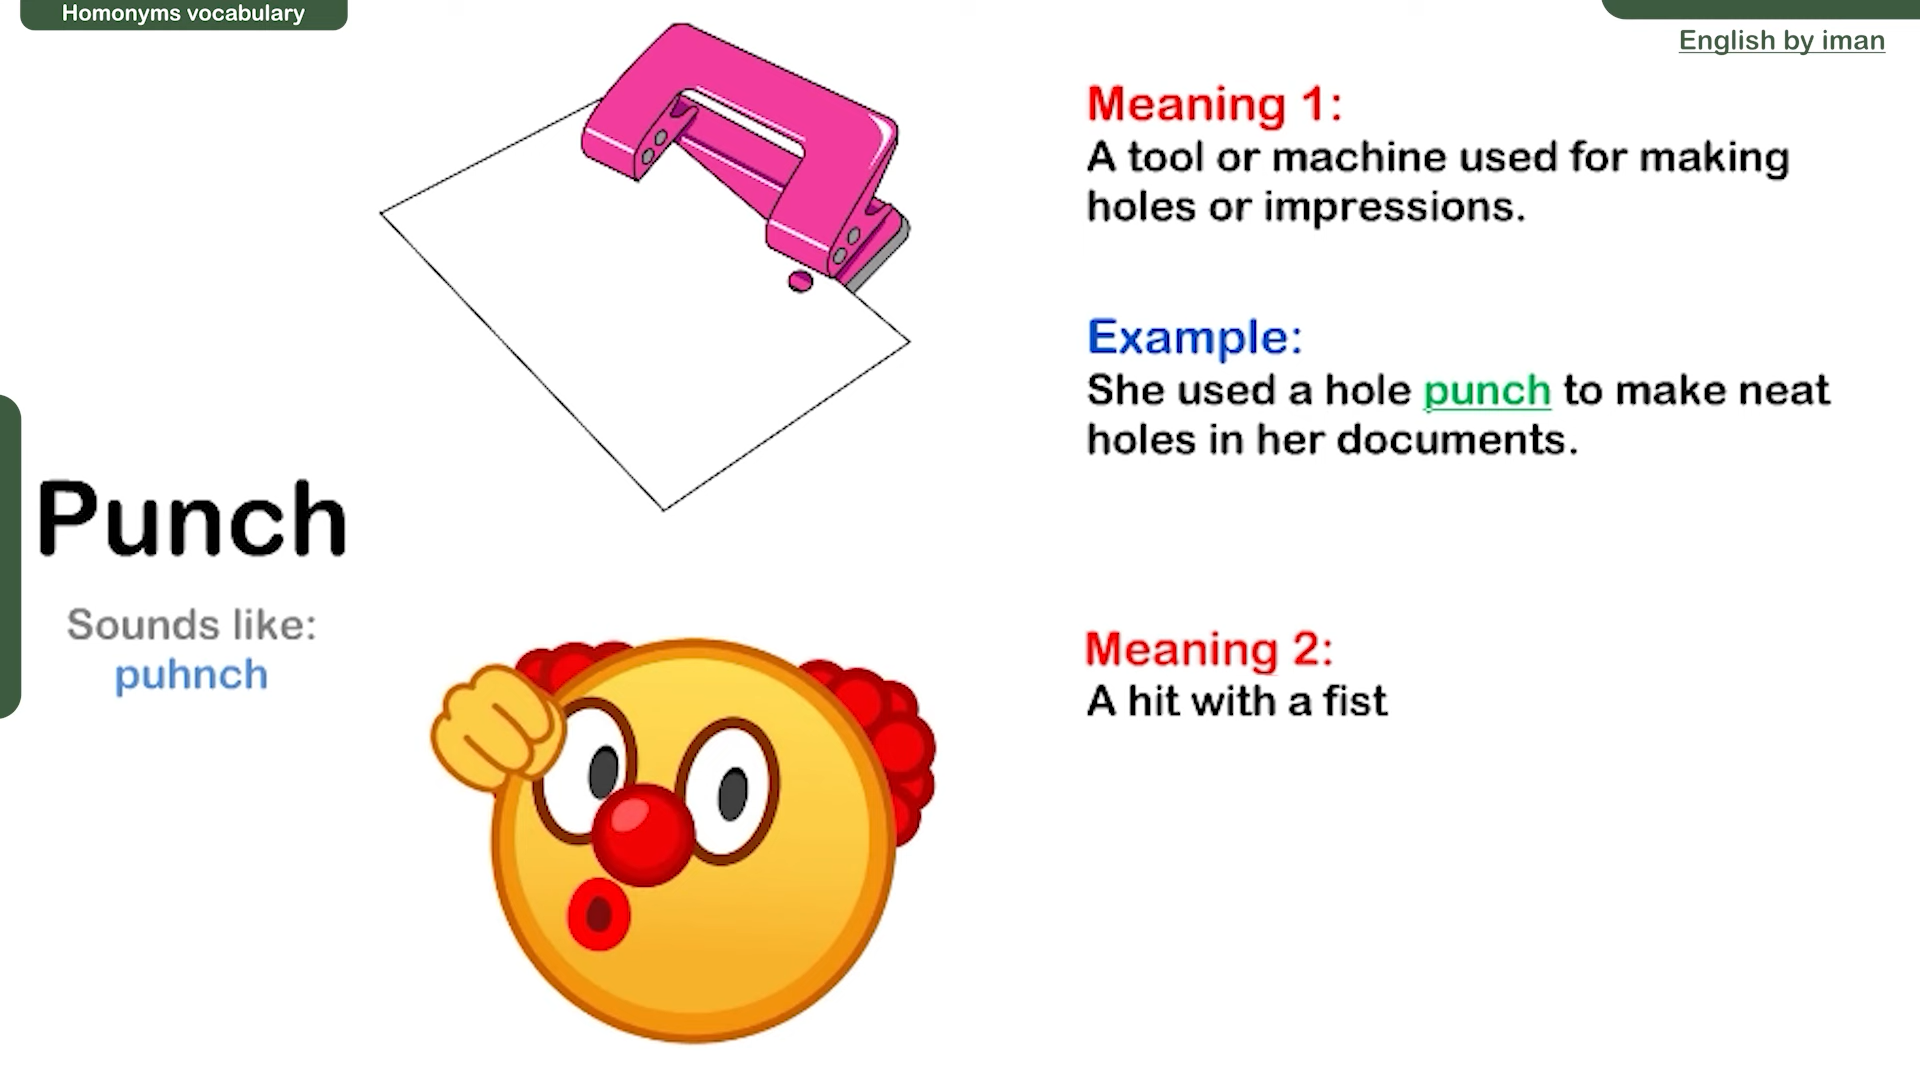 Homonyms vocabulary
English by iman
Meaning 1:
A tool or machine used for making
holes or impressions.
Example:
She used a hole punch to make neat
holes in her documents.
Punch
Sounds like:
puhnch
Meaning 2:
A hit with a fist